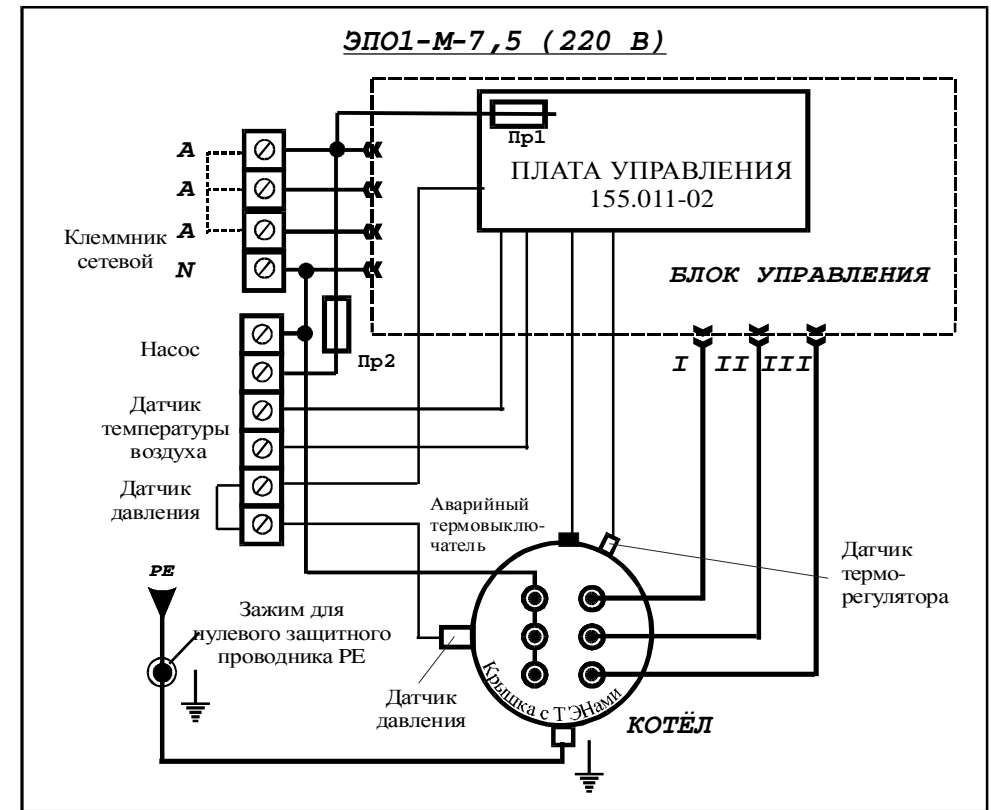 ЭПО1-М-7,5 (220 В)
Пр1
ПЛАТА УПРАВЛЕНИЯ
155.011-02
А
А
А
N
Клеммник
сетевой
БЛОК УПРАВЛЕНИЯ
I II III
Насос
Пр2
Датчик
температуры
воздуха
Датчик
давления
Аварийный
термовыклю-
чатель
Датчик
термо-
регулятора
PE
Зажим для
нулевого защитного
проводника PE
Датчик
давления
Крышка с ТЭНами
КОТЁЛ